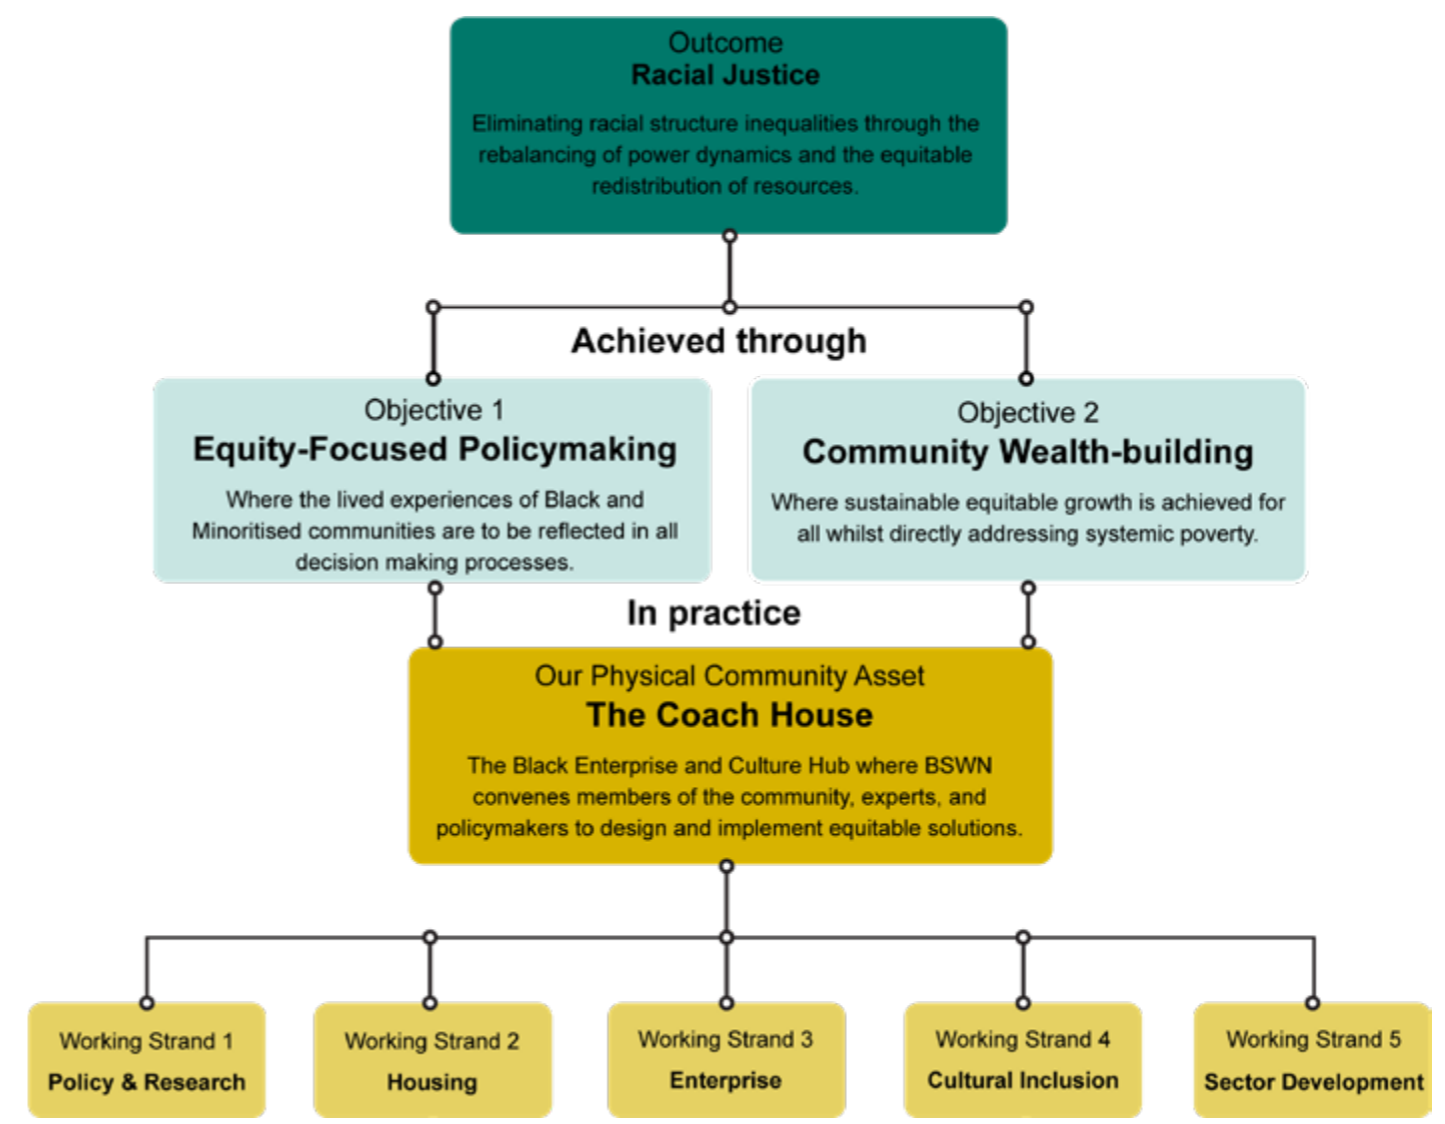 Outcome
Racial Justice
Eliminating racial structure inequalities through the
rebalancing of power dynamics and the equitable
redistribution of resources.
Achieved through
Objective 1
Equity-Focused Policymaking
Where the lived experiences of Black and
Minoritised communities are to be reflected in all
decision making processes.
Objective 2
Community Wealth-building
Where sustainable equitable growth is achieved for
all whilst directly addressing systemic poverty.
In practice
Our Physical Community Asset
The Coach House
The Black Enterprise and Culture Hub where BSWN
convenes members of the community, experts, and
policymakers to design and implement equitable solutions.
Working Strand 1
Policy & Research
Working Strand 2
Housing
Working Strand 3
Enterprise
Working Strand 4
Cultural Inclusion
Working Strand 5
Sector Development